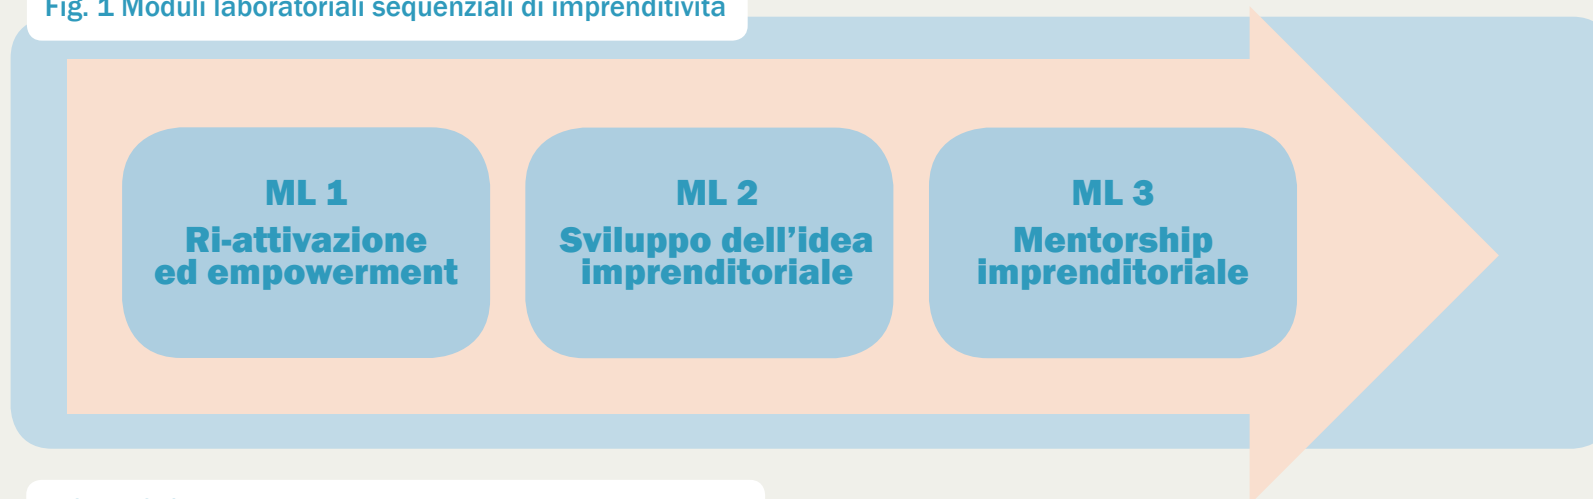 Fig. 1 Moduli laboratoriali sequenziali di imprenditività
ML 1
Ri-attivazione
ed empowerment
ML 2
Sviluppo dell’idea
imprenditoriale
ML 3
Mentorship
imprenditoriale